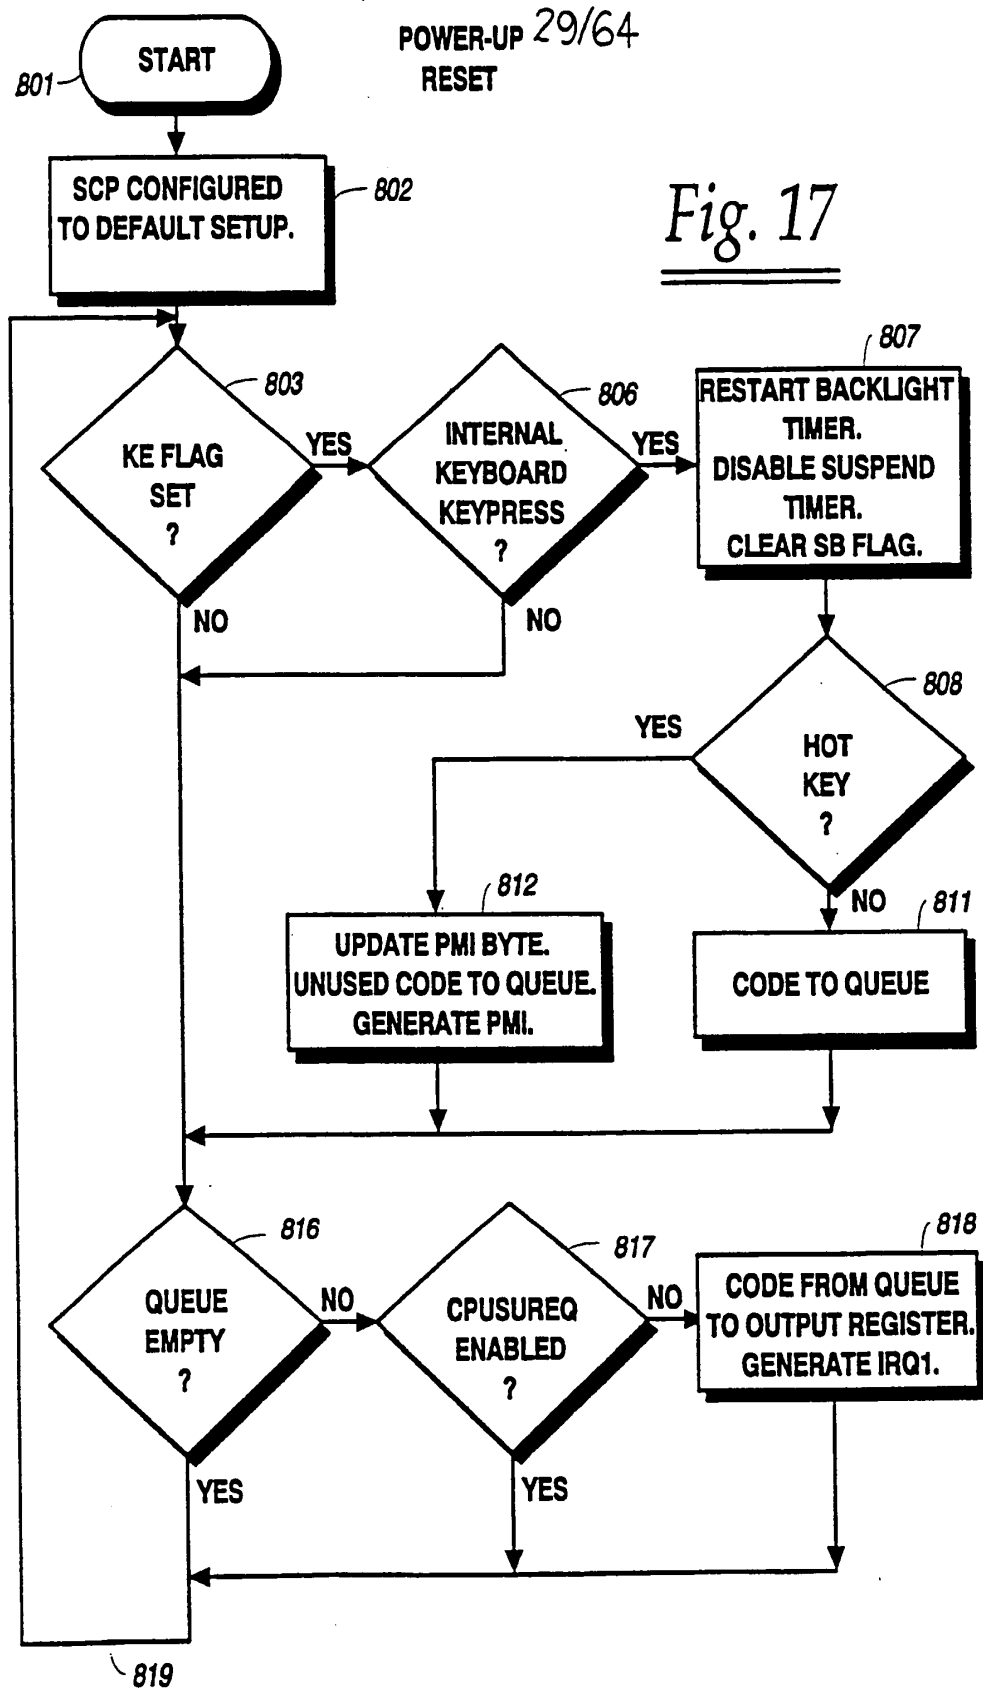 POWER-UP 29/64
RESET
START
801
SCP CONFIGURED
TO DEFAULT SETUP.
802
Fig. 17
803
KE FLAG
SET
?
YES
NO
806
INTERNAL
KEYBOARD
KEYPRESS
?
YES
NO
807
RESTART BACKLIGHT
TIMER.
DISABLE SUSPEND
TIMER.
CLEAR SB FLAG.
808
HOT
KEY
?
YES
NO
812
UPDATE PMI BYTE.
UNUSED CODE TO QUEUE.
GENERATE PMI.
811
CODE TO QUEUE
816
QUEUE
EMPTY
?
NO
YES
817
CPUSUREQ
ENABLED
?
NO
YES
818
CODE FROM QUEUE
TO OUTPUT REGISTER.
GENERATE IRQ1.
819